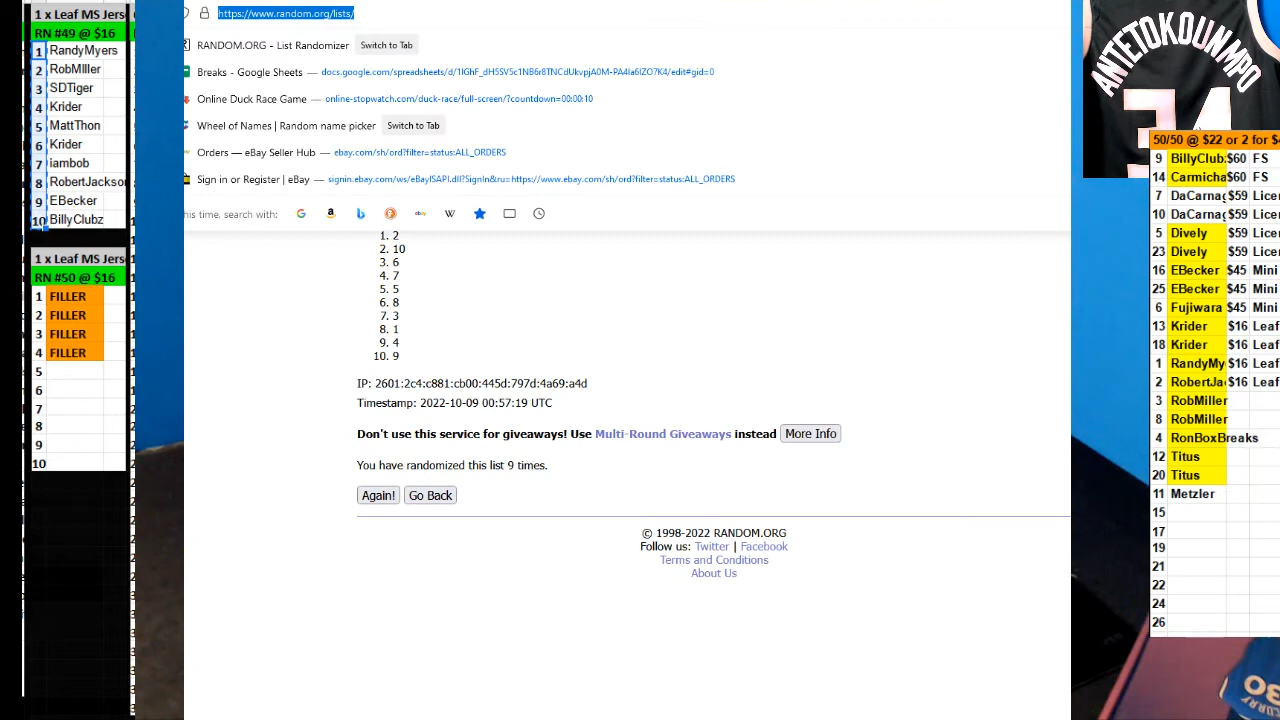 1 x Leaf MS Jers
RN #49 @ $16
1 RandyMyers
2 RobMIller
3 SDTiger
4 Krider
5 MattThon
6 Krider
7 iambob
8 RobertJackson
9 EBecker
10 BillyClubz
1 x Leaf MS Jers
RN #50 @ $16
1 FILLER
2 FILLER
3 FILLER
4 FILLER
5
6
7
8
9
10
https://www.random.org/lists/
RANDOM.ORG - List Randomizer Switch to Tab
Breaks - Google Sheets — docs.google.com/spreadsheets/d/1lGhF_dH5SV5c1NB6r8TNCdUkvpjA0M-PA4Ia6IZO7K4/edit#gid=0
Online Duck Race Game — online-stopwatch.com/duck-race/full-screen/?countdown=00:00:10
Wheel of Names | Random name picker Switch to Tab
Orders — eBay Seller Hub — ebay.com/sh/ord?filter=status:ALL_ORDERS
Sign in or Register | eBay — signin.ebay.com/ws/eBayISAPI.dll?SignIn&ru=https://www.ebay.com/sh/ord?filter=status:ALL_ORDERS
his time, search with:
1. 2
2. 10
3. 6
4. 7
5. 5
6. 8
7. 3
8. 1
9. 4
10. 9
IP: 2601:2c4:c881:cb00:445d:797d:4a69:a4d
Timestamp: 2022-10-09 00:57:19 UTC
Don't use this service for giveaways! Use Multi-Round Giveaways instead More Info
You have randomized this list 9 times.
Again! Go Back
© 1998-2022 RANDOM.ORG
Follow us: Twitter | Facebook
Terms and Conditions
About Us
ANTETOKOUNMPO
34
50/50 @ $22 or 2 for $
9 BillyClubz $60 FS
14 Carmicha $60 FS
7 DaCarnag $59 Licen
10 DaCarnag $59 Licen
5 Dively $59 Licen
23 Dively $59 Licen
16 EBecker $45 Mini
25 EBecker $45 Mini
6 Fujiwara $45 Mini
13 Krider $16 Leaf
18 Krider $16 Leaf
1 RandyMy $16 Leaf
2 RobertJa $16 Leaf
3 RobMiller
8 RobMiller
4 RonBoxBreaks
12 Titus
20 Titus
11 Metzler
15
17
19
21
22
24
26
CURRY
30